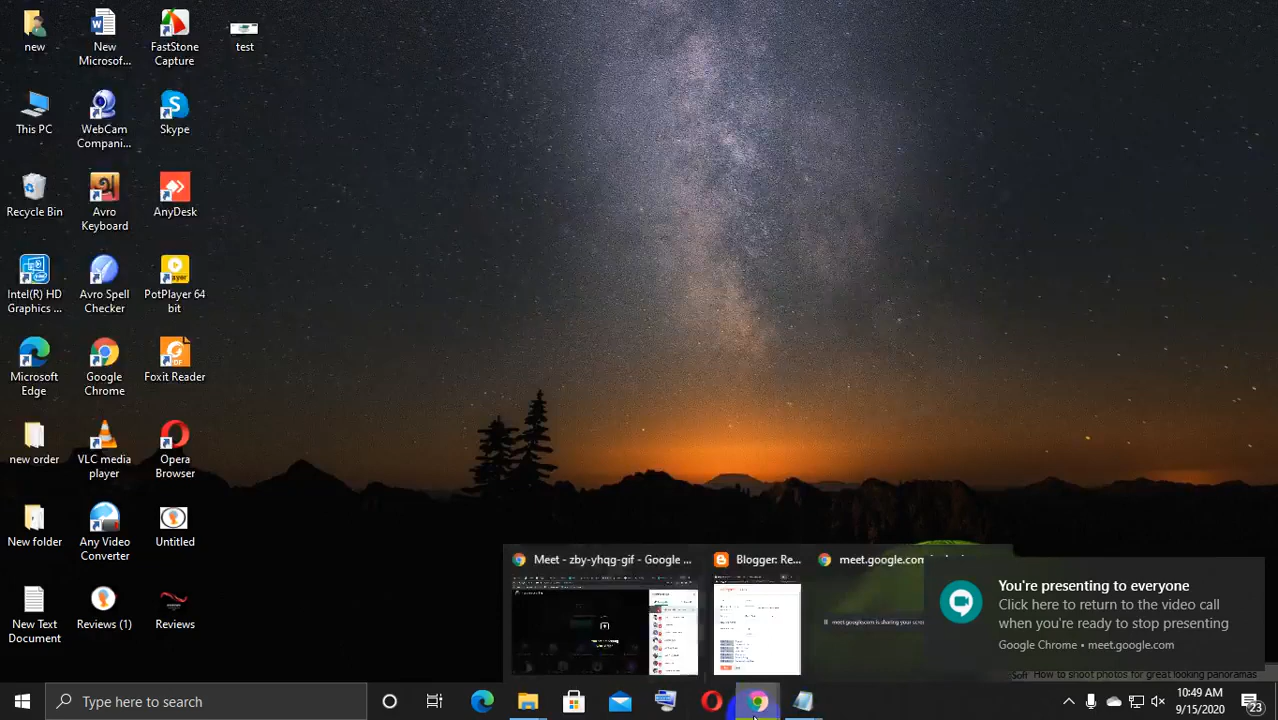 new
New
Microsof...
FastStone
Capture
test
This PC
WebCam
Compani...
Skype
Recycle Bin
Avro
Keyboard
AnyDesk
Intel(R) HD
Graphics ...
Avro Spell
Checker
PotPlayer 64
bit
Microsoft
Edge
Google
Chrome
Foxit Reader
new order
VLC media
player
Opera
Browser
New folder
Any Video
Converter
Untitled
Document
Reviews (1)
Reviews
Meet - zby-yhqg-gif - Google ...
Blogger: Re...
meet.google.com
meet.google.com is sharing your scre
You're presenting to everyone
Click here to return to the video call
when you're ready to stop presenting
Google Chrome • meet.google.com
How to shoot photos for great looking panoramas
Type here to search
8:49 AM
9/15/2020
23